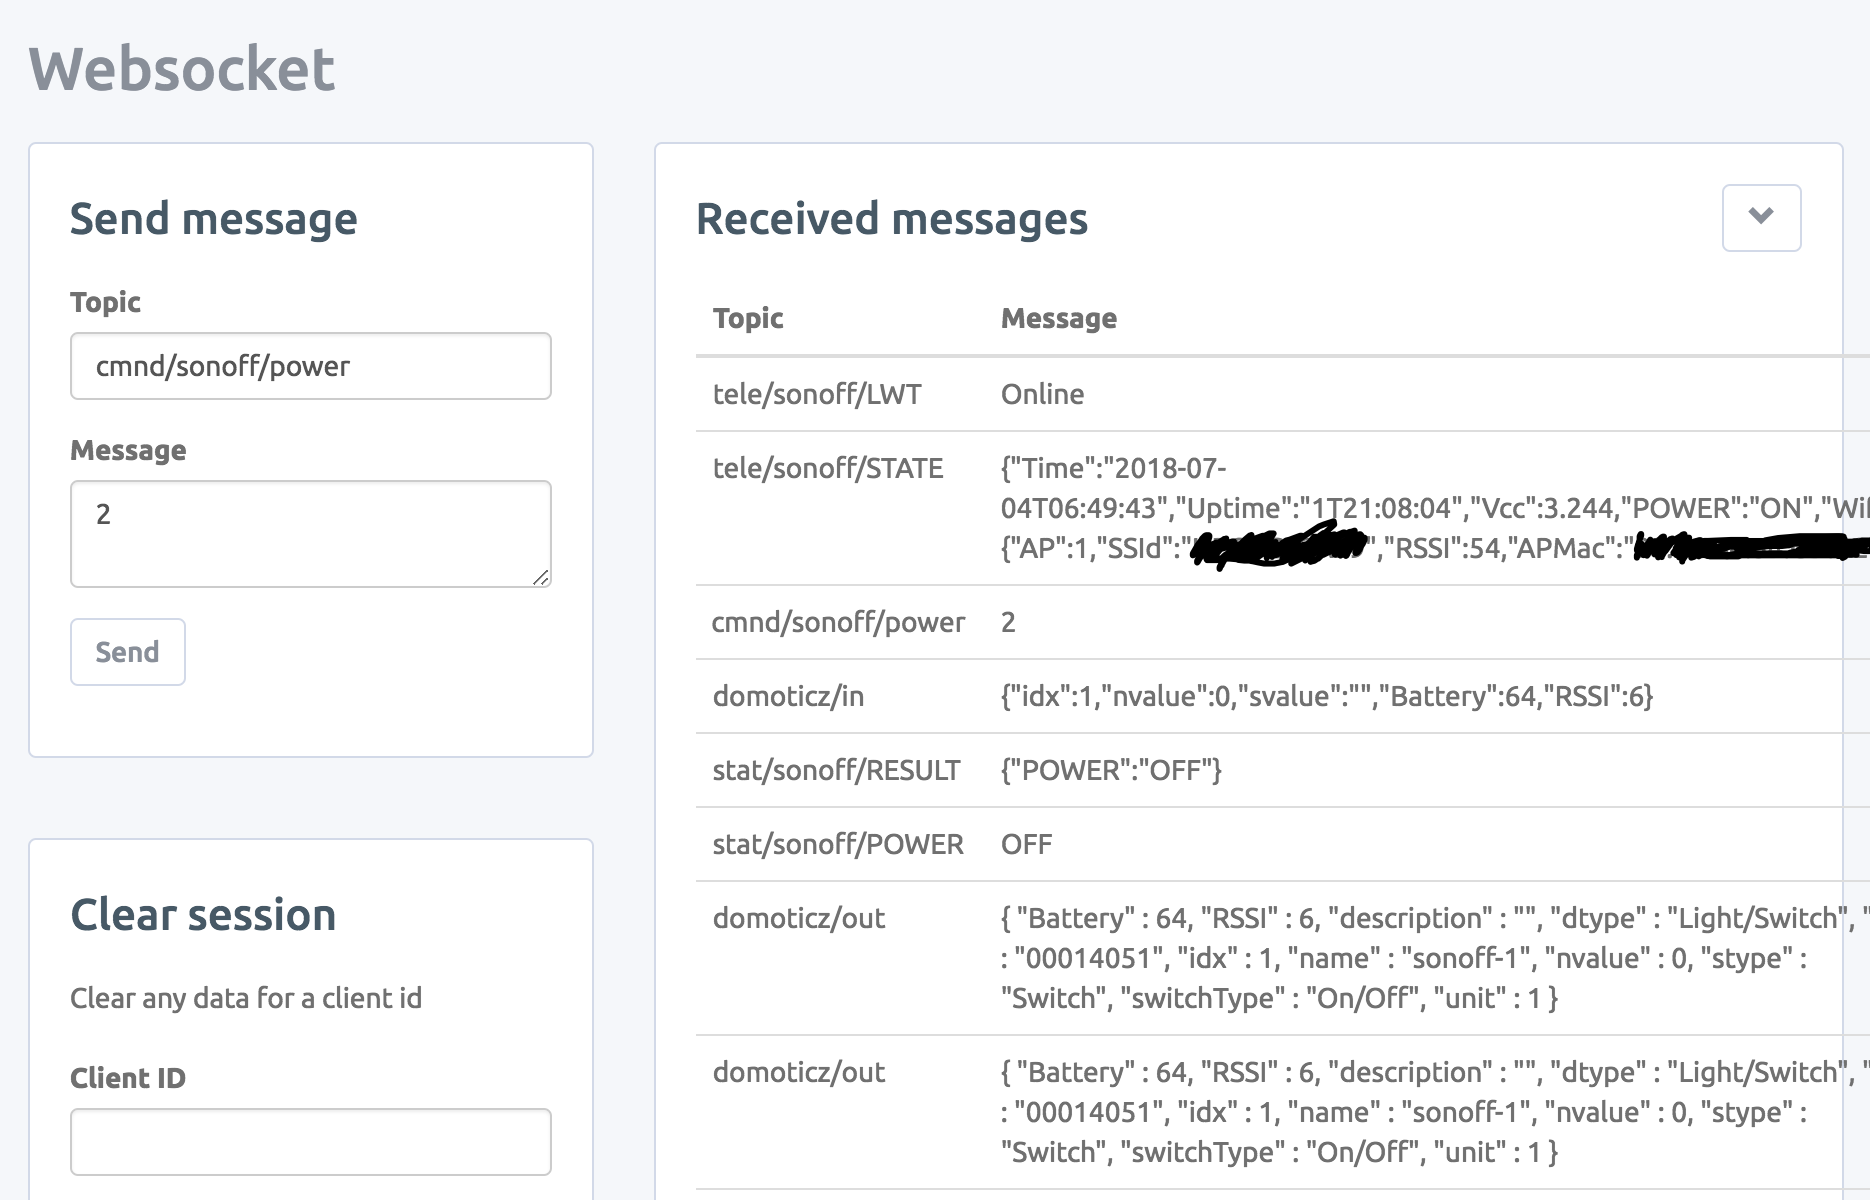 Websocket
Send message
Topic
cmnd/sonoff/power
Message
2
Send
Clear session
Clear any data for a client id
Client ID
Received messages
Topic Message
tele/sonoff/LWT Online
tele/sonoff/STATE {"Time":"2018-07-
04T06:49:43","Uptime":"1T21:08:04","Vcc":3.244,"POWER":"ON","Wif
{"AP":1,"SSId":" ","RSSI":54,"APMac":"
cmnd/sonoff/power 2
domoticz/in {"idx":1,"nvalue":0,"svalue":"","Battery":64,"RSSI":6}
stat/sonoff/RESULT {"POWER":"OFF"}
stat/sonoff/POWER OFF
domoticz/out { "Battery" : 64, "RSSI" : 6, "description" : "", "dtype" : "Light/Switch", "
: "00014051", "idx" : 1, "name" : "sonoff-1", "nvalue" : 0, "stype" :
"Switch", "switchType" : "On/Off", "unit" : 1 }
domoticz/out { "Battery" : 64, "RSSI" : 6, "description" : "", "dtype" : "Light/Switch", "
: "00014051", "idx" : 1, "name" : "sonoff-1", "nvalue" : 0, "stype" :
"Switch", "switchType" : "On/Off", "unit" : 1 }